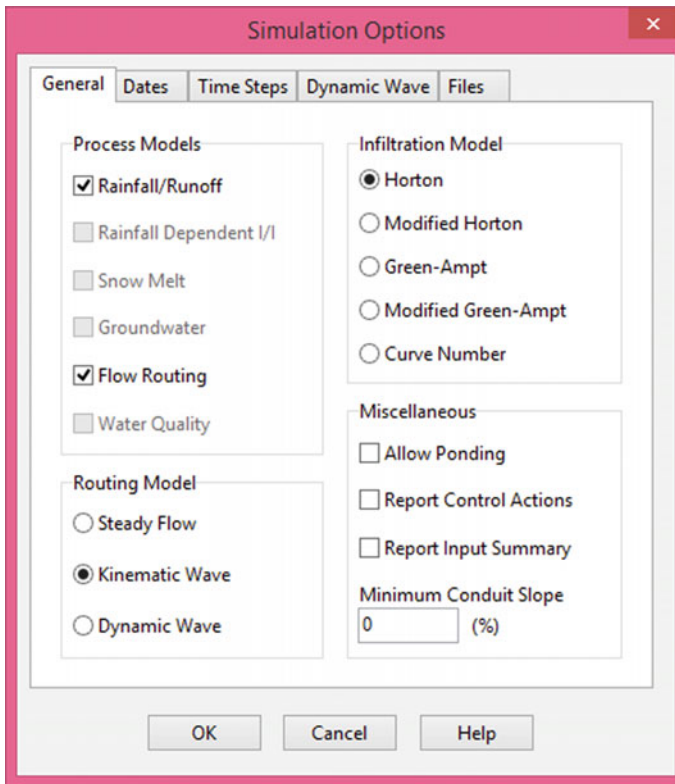 Simulation Options
General
Dates
Time Steps
Dynamic Wave
Files
Process Models
Rainfall/Runoff
Rainfall Dependent I/I
Snow Melt
Groundwater
Flow Routing
Water Quality
Routing Model
Steady Flow
Kinematic Wave
Dynamic Wave
Infiltration Model
Horton
Modified Horton
Green-Ampt
Modified Green-Ampt
Curve Number
Miscellaneous
Allow Ponding
Report Control Actions
Report Input Summary
Minimum Conduit Slope
0 (%)
OK
Cancel
Help